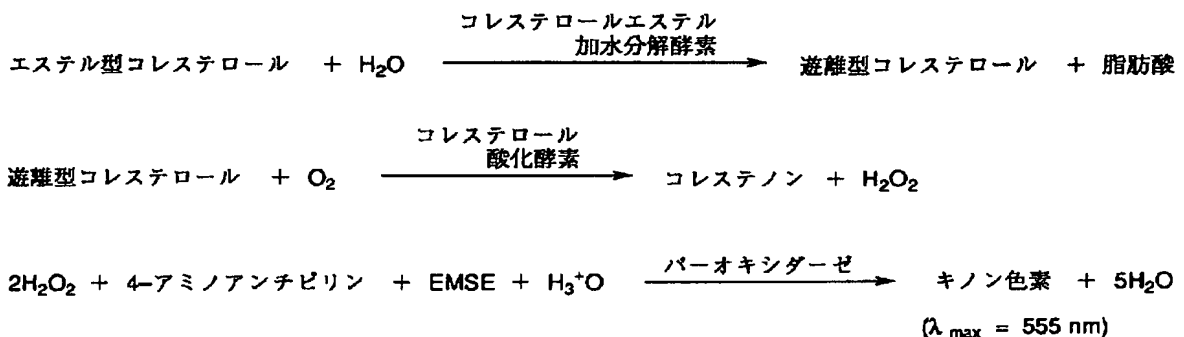 コレステロールエステル
加水分解酵素
エステル型コレステロール + H₂O → 遊離型コレステロール + 脂肪酸
コレステロール
酸化酵素
遊離型コレステロール + O₂ → コレステノン + H₂O₂
パーオキシダーゼ
2H₂O₂ + 4-アミノアンチピリン + EMSE + H₃⁺O → キノン色素 + 5H₂O
(λ max = 555 nm)